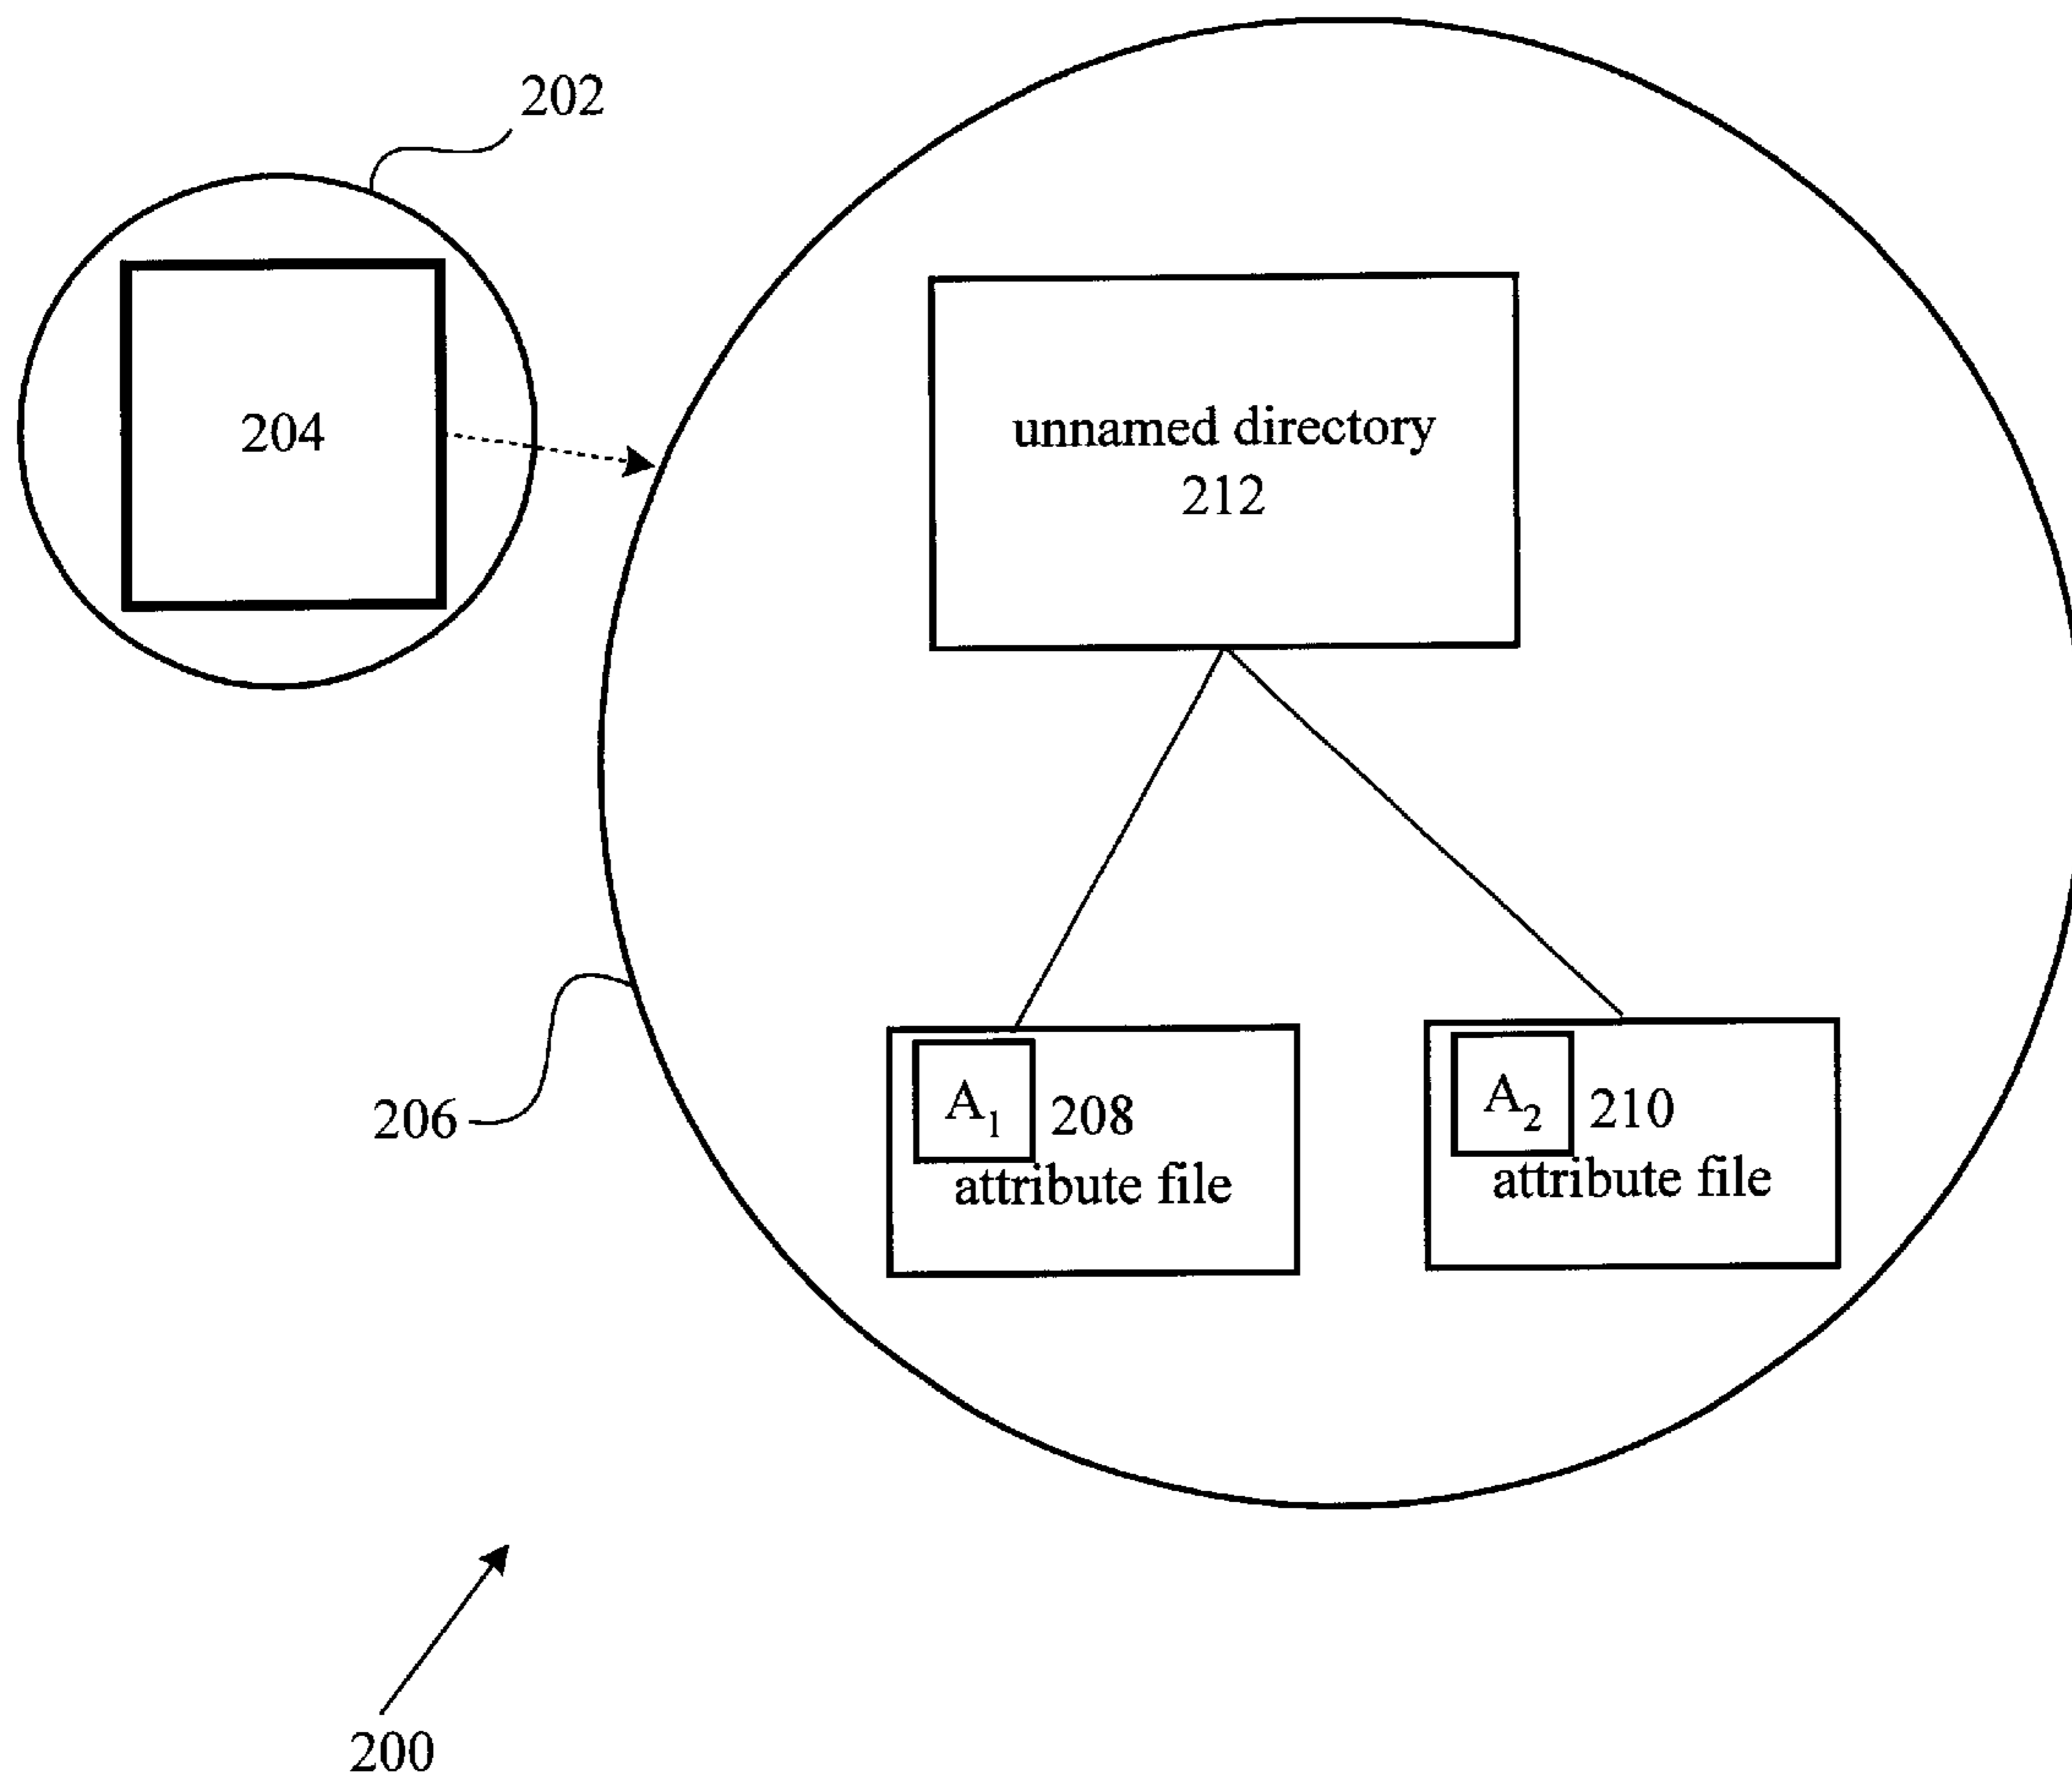 202
204
unnamed directory
212
206
A₁ 208
attribute file
A₂ 210
attribute file
200